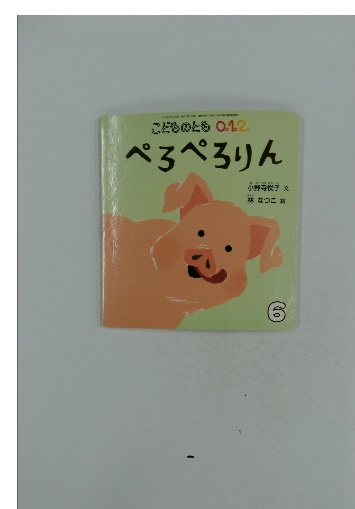 こどものとも 0.1.2.
ぺろぺろりん
小野寺悦子 文
林 なつこ 絵
6